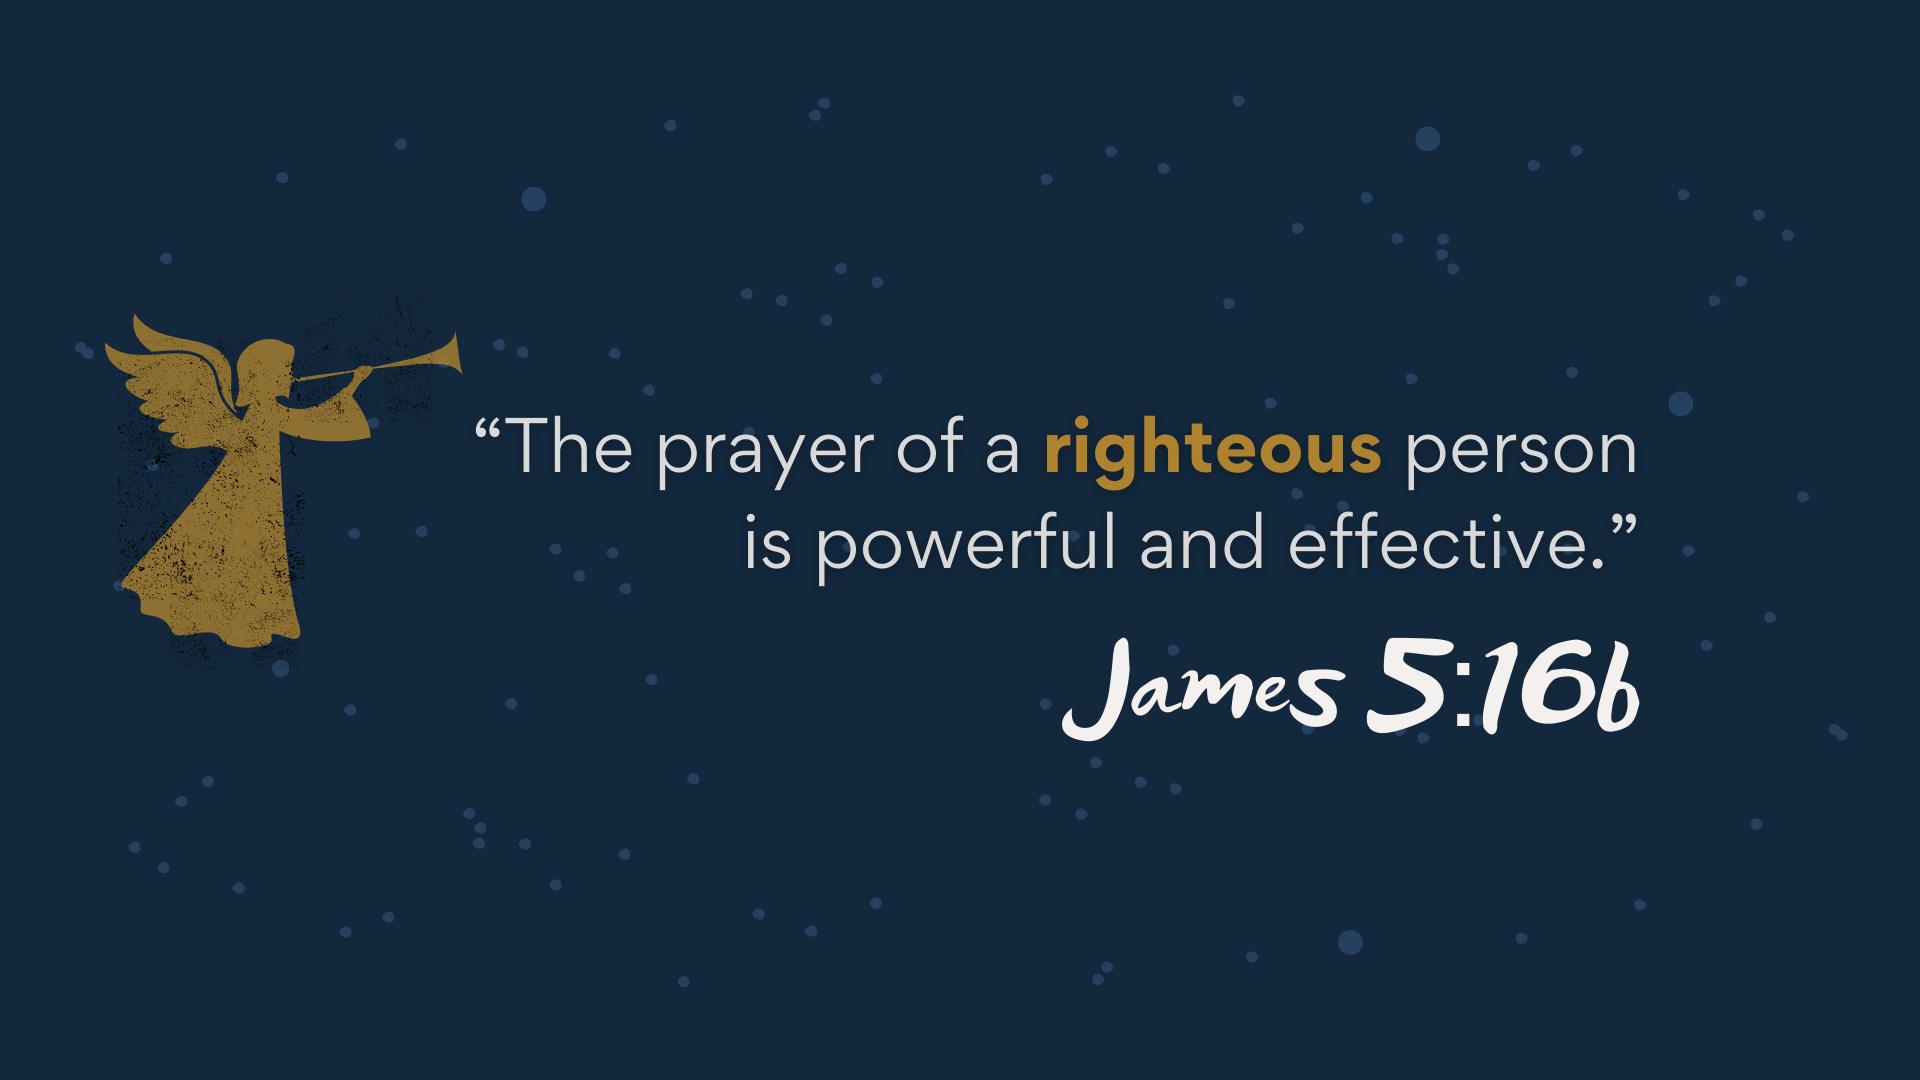 “The prayer of a righteous person
is powerful and effective.”
James 5:16b